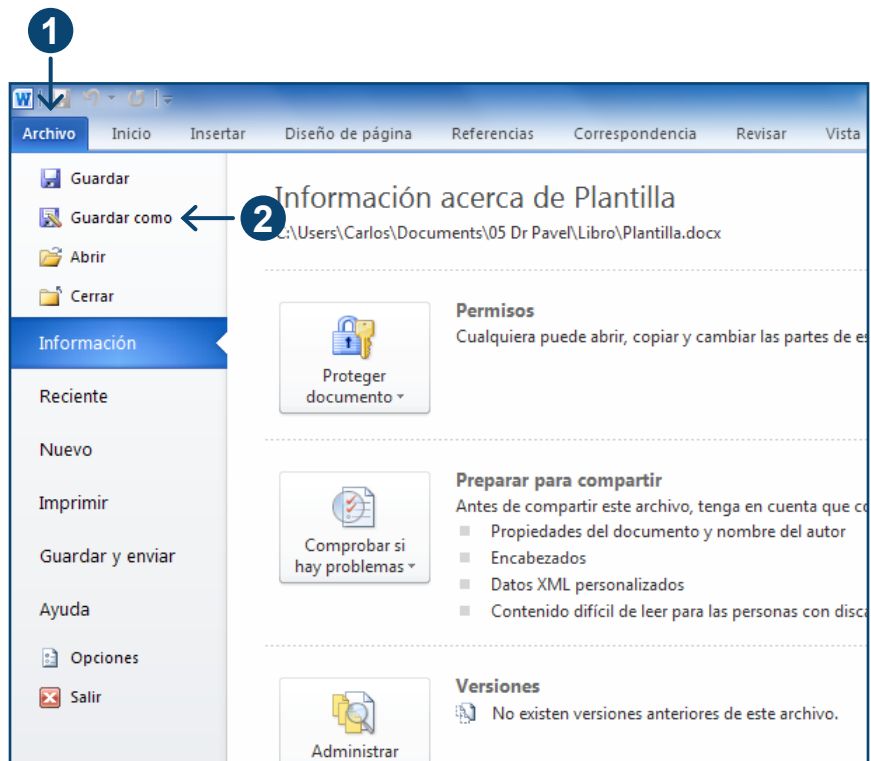 1
W
Archivo Inicio Insertar Diseño de página Referencias Correspondencia Revisar Vista
Guardar
Guardar como
2
Abrir
Cerrar
Información
Reciente
Nuevo
Imprimir
Guardar y enviar
Ayuda
Opciones
Salir
Información acerca de Plantilla
C:\Users\Carlos\Documents\05 Dr Pavel\Libro\Plantilla.docx
Proteger
documento
Permisos
Cualquiera puede abrir, copiar y cambiar las partes de
Comprobar si
hay problemas
Preparar para compartir
Antes de compartir este archivo, tenga en cuenta que
Propiedades del documento y nombre del autor
Encabezados
Datos XML personalizados
Contenido difícil de leer para las personas con
Administrar
Versiones
No existen versiones anteriores de este archivo.